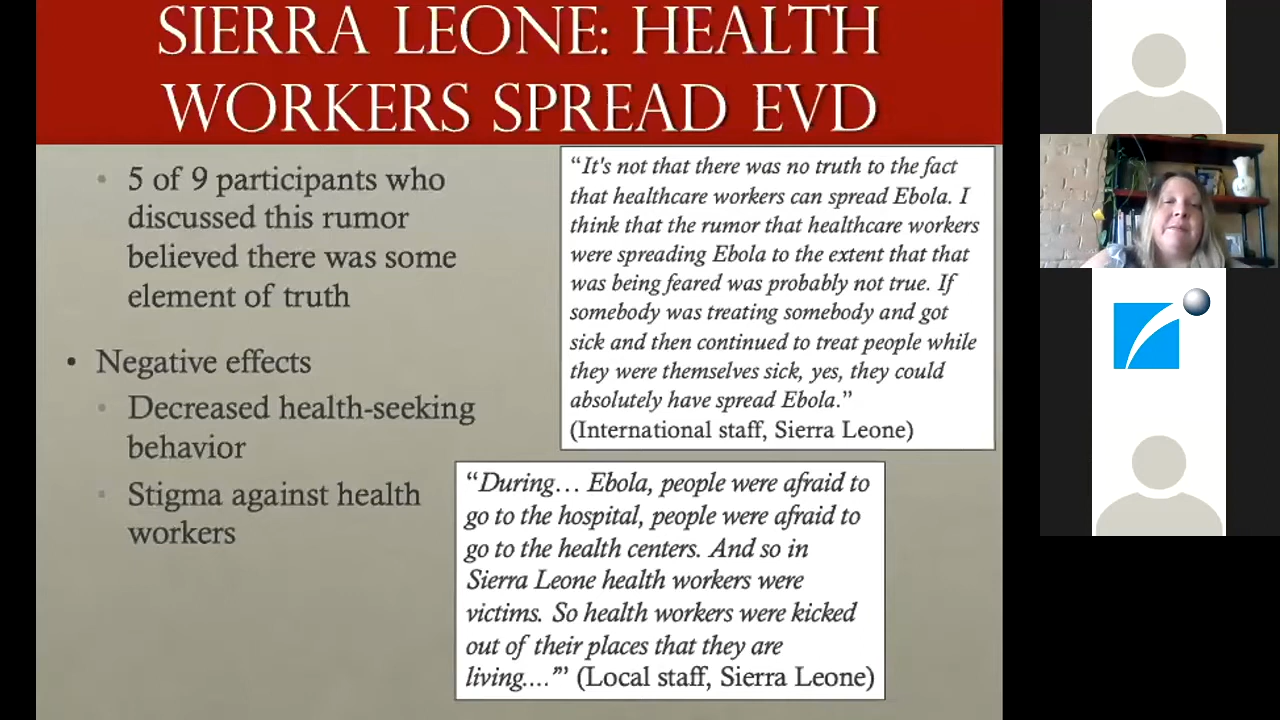 SIERRA LEONE: HEALTH
WORKERS SPREAD EVD
• 5 of 9 participants who
discussed this rumor
believed there was some
element of truth
• Negative effects
• Decreased health-seeking
behavior
• Stigma against health
workers
“It's not that there was no truth to the fact
that healthcare workers can spread Ebola. I
think that the rumor that healthcare workers
were spreading Ebola to the extent that that
was being feared was probably not true. If
somebody was treating somebody and got
sick and then continued to treat people while
they were themselves sick, yes, they could
absolutely have spread Ebola.”
(International staff, Sierra Leone)
“During… Ebola, people were afraid to
go to the hospital, people were afraid to
go to the health centers. And so in
Sierra Leone health workers were
victims. So health workers were kicked
out of their places that they are
living….’” (Local staff, Sierra Leone)